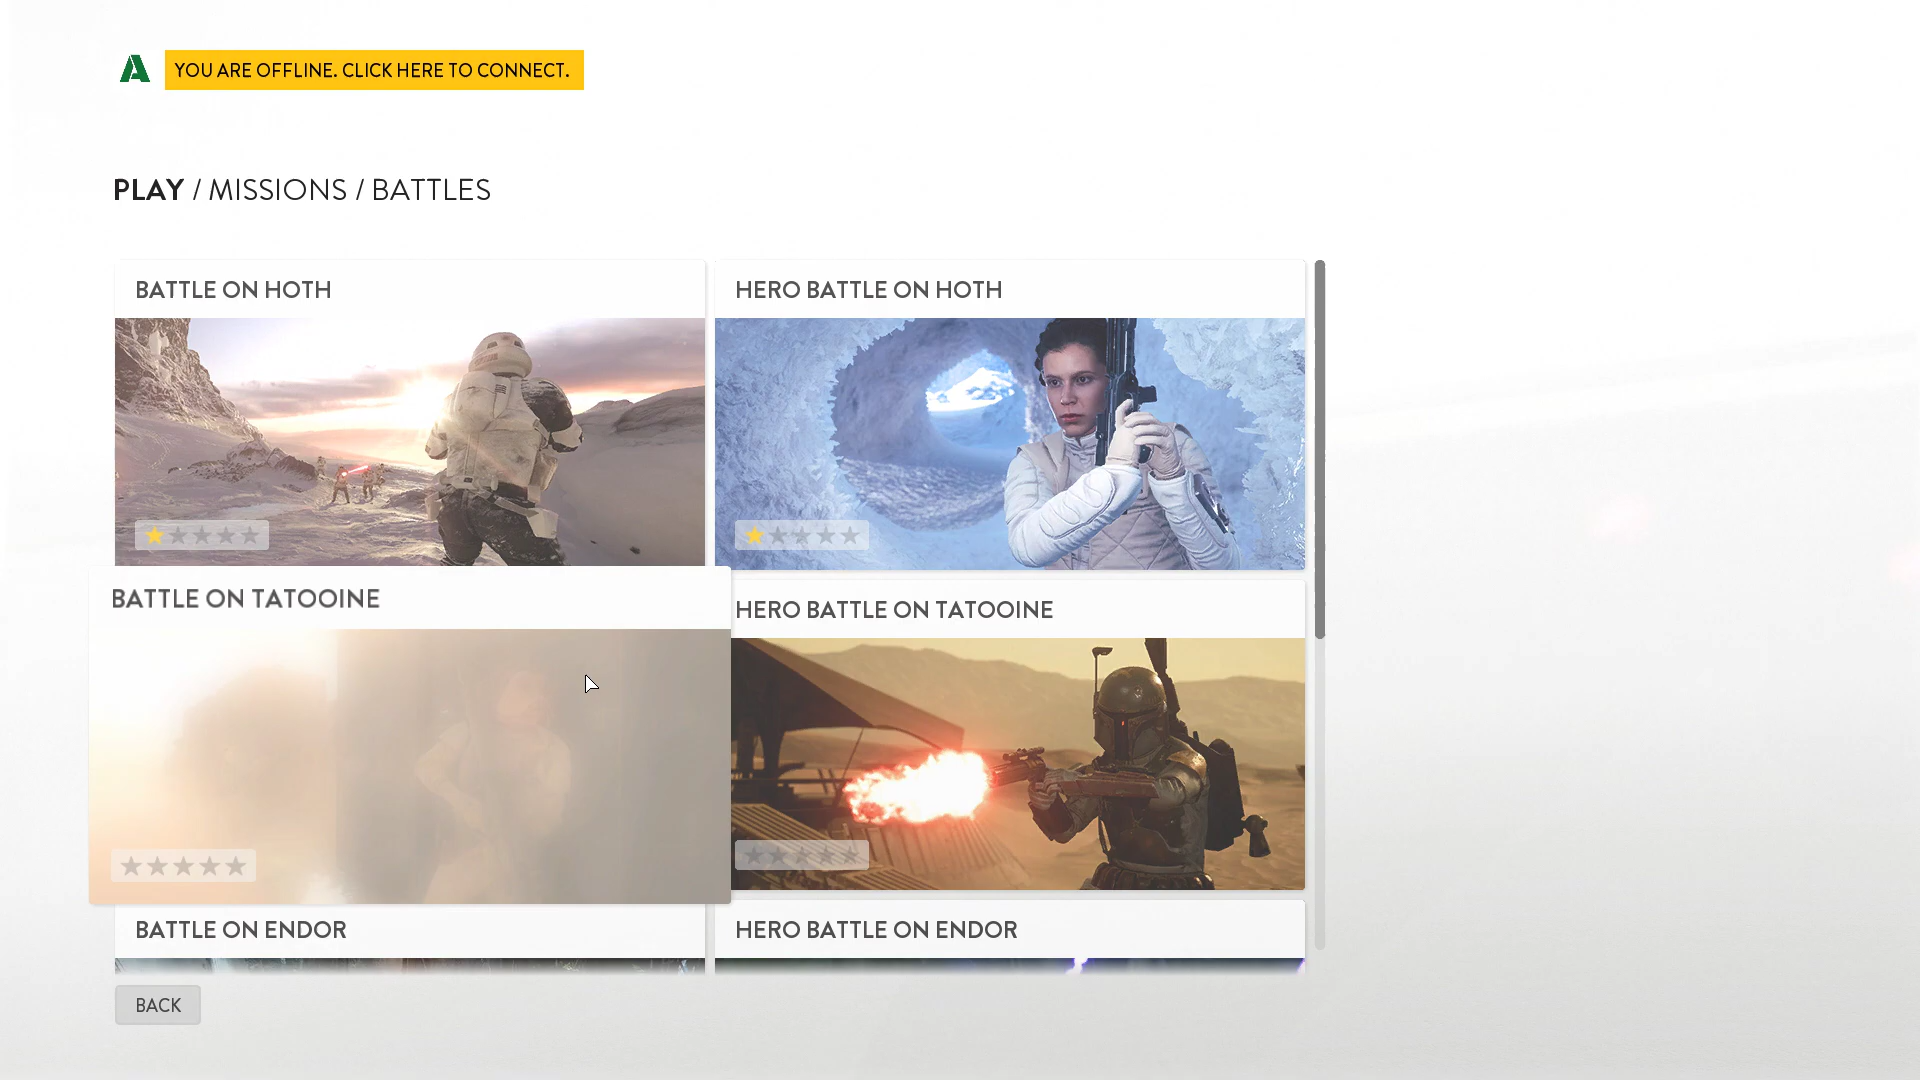 YOU ARE OFFLINE. CLICK HERE TO CONNECT.
PLAY / MISSIONS / BATTLES
BATTLE ON HOTH
HERO BATTLE ON HOTH
BATTLE ON TATOOINE
HERO BATTLE ON TATOOINE
BATTLE ON ENDOR
HERO BATTLE ON ENDOR
BACK